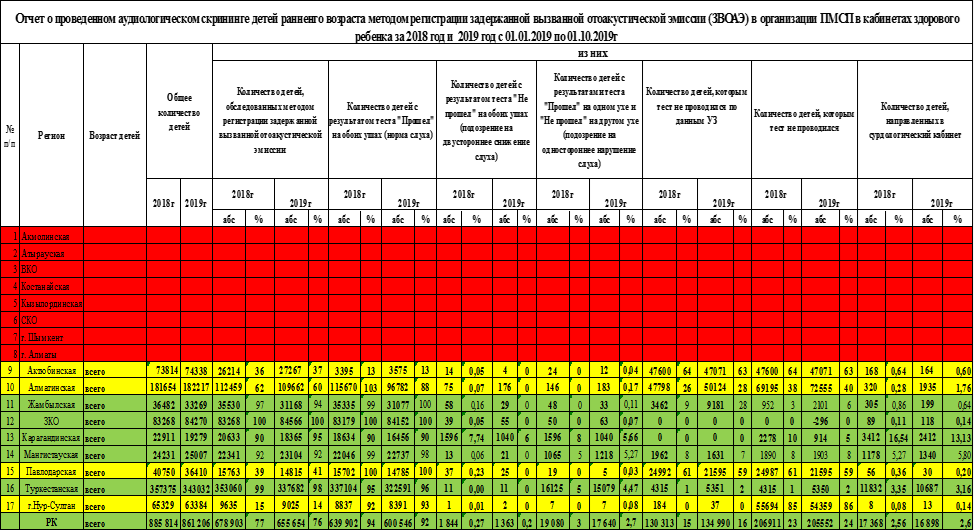 Отчет о проведенном аудиологическом скрининге детей ранненго возраста методом регистрации задержанной вызванной отоакустической эмиссии (ЗВОАЭ) в организации ПМСП в кабинетах здорового
ребенка за 2018 год и 2019 год с 01.01.2019 по 01.10.2019г
№ п/п Регион Возраст детей Общее количество детей из них
Количество детей, обследованных методом регистрации задержанной вызванной отоакустической эмиссии
Количество детей с результатом теста "Прошел" на обоих ушах (норма слуха)
Количество детей с результатом теста "Не прошел" на обоих ушах (подозрение на двустороннее снижение слуха)
Количество детей с результатами теста "Прошел" на одном ухе и "Не прошел" на другом ухе (подозрение на одностороннее нарушение слуха)
Количество детей, которым тест не проводился по данным УЗ
Количество детей, которым тест не проводился
Количество детей, направленных в сурдологический кабинет
2018г 2019г 2018г 2019г 2018г 2019г 2018г 2019г 2018г 2019г 2018г 2019г 2018г 2019г 2018г 2019г
абс % абс % абс % абс % абс % абс % абс % абс % абс % абс % абс % абс % абс % абс %
1 Акмолинская
2 Атырауская
3 ВКО
4 Костанайская
5 Кызылординская
6 СКО
7 г. Шымкент
8 г. Алматы
9 Актюбинская всего 73814 74338 26214 36 27267 37 3395 13 3575 13 14 0,05 4 0 24 0 12 0,04 47600 64 47071 63 47600 64 47071 63 168 0,64 164 0,60
10 Алматинская всего 181654 182217 112459 62 109662 60 115670 103 96782 88 75 0,07 176 0 146 0 183 0,17 47798 26 50124 28 69195 38 72555 40 320 0,28 1935 1,76
11 Жамбылская всего 36482 33269 35530 97 31168 94 35335 99 31077 100 58 0,16 29 0 48 0 33 0,11 3462 9 9181 28 952 3 2101 6 305 0,86 199 0,64
12 ЗКО всего 83268 84270 83268 100 84566 100 83179 100 84152 100 39 0,05 55 0 50 0 63 0,07 0 0 0 0 0 0 -296 0 89 0,11 118 0,14
13 Карагандинская всего 22911 19279 20633 90 18365 95 18634 90 16456 90 1596 7,74 1040 6 1596 8 1040 5,66 0 0 0 0 2278 10 914 5 3412 16,54 2412 13,13
14 Мангистауская всего 24231 25007 22341 92 23104 92 22046 99 22737 98 13 0,06 21 0 1065 5 1218 5,27 1962 8 1631 7 1890 8 1903 8 1178 5,27 1340 5,80
15 Павлодарская всего 40750 36410 15763 39 14815 41 15702 100 14785 100 37 0,23 25 0 19 0 5 0,03 24992 61 21595 59 24987 61 21595 59 56 0,36 30 0,20
16 Туркестанская всего 357375 343032 353060 99 337682 98 337104 95 322591 96 11 0,00 11 0 16125 5 15079 4,47 4315 1 5351 2 4315 1 5350 2 11832 3,35 10687 3,16
17 г.Нур-Султан всего 65329 63384 9635 15 9025 14 8837 92 8391 93 1 0,01 2 0 7 0 7 0,08 184 0 37 0 55694 85 54359 86 8 0,08 13 0,14
РК 885 814 861 206 678 903 77 655 654 76 639 902 94 600 546 92 1 844 0,27 1363 0,2 19 080 3 17 640 2,7 130 313 15 134 990 16 206911 23 205552 24 17 368 2,56 16 898 3